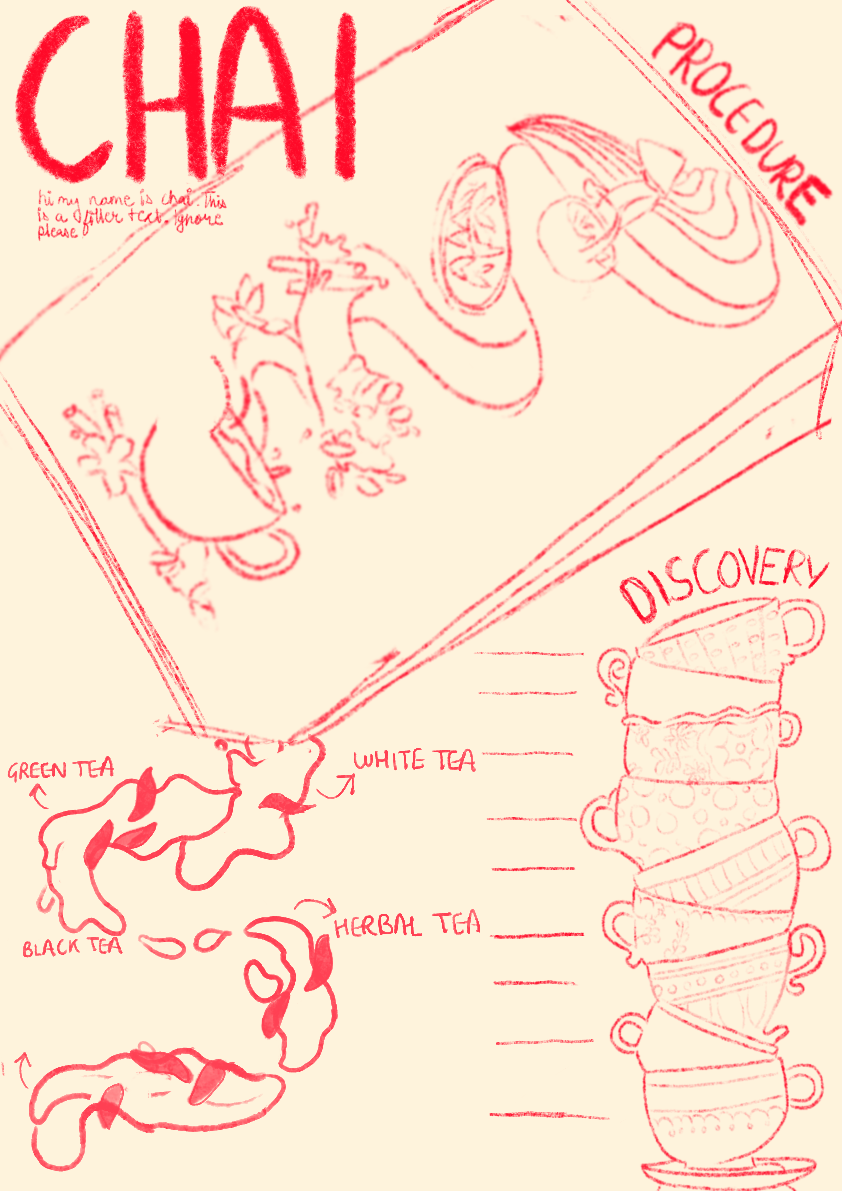 CHAI
hi my name is chai. This
is a filler text. ignore
please
PROCEDURE
DISCOVERY
GREEN TEA
WHITE TEA
BLACK TEA
HERBAL TEA